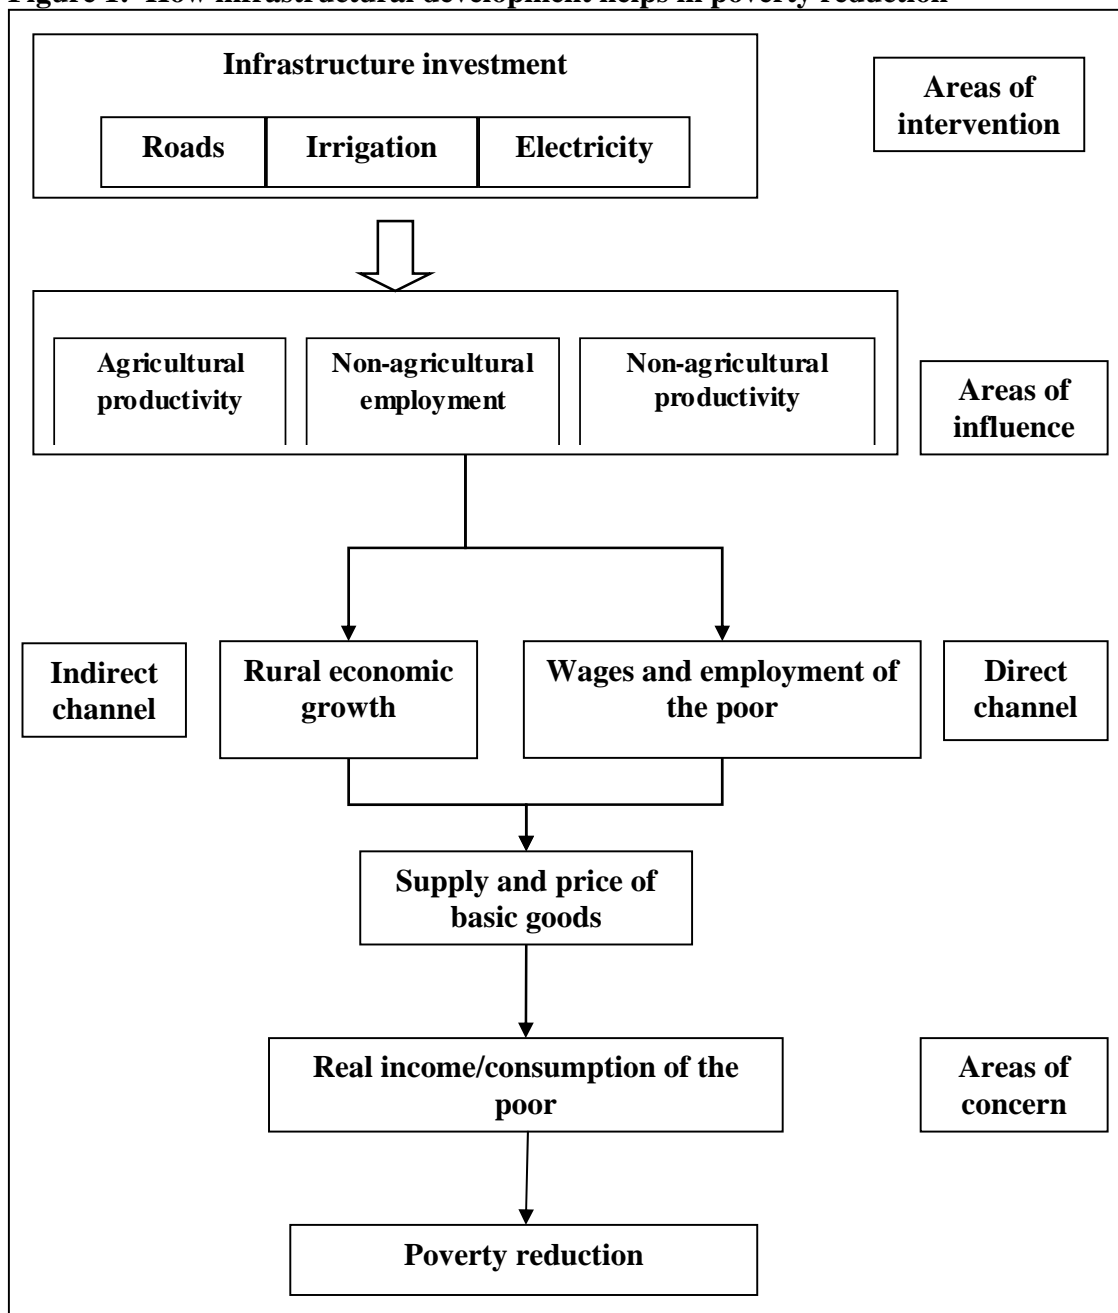 Figure 1. How infrastructural development helps in poverty reduction
Infrastructure investment
Areas of
intervention
Roads
Irrigation
Electricity
Agricultural
productivity
Non-agricultural
employment
Non-agricultural
productivity
Areas of
influence
Indirect
channel
Rural economic
growth
Wages and employment of
the poor
Direct
channel
Supply and price of
basic goods
Real income/consumption of the
poor
Areas of
concern
Poverty reduction